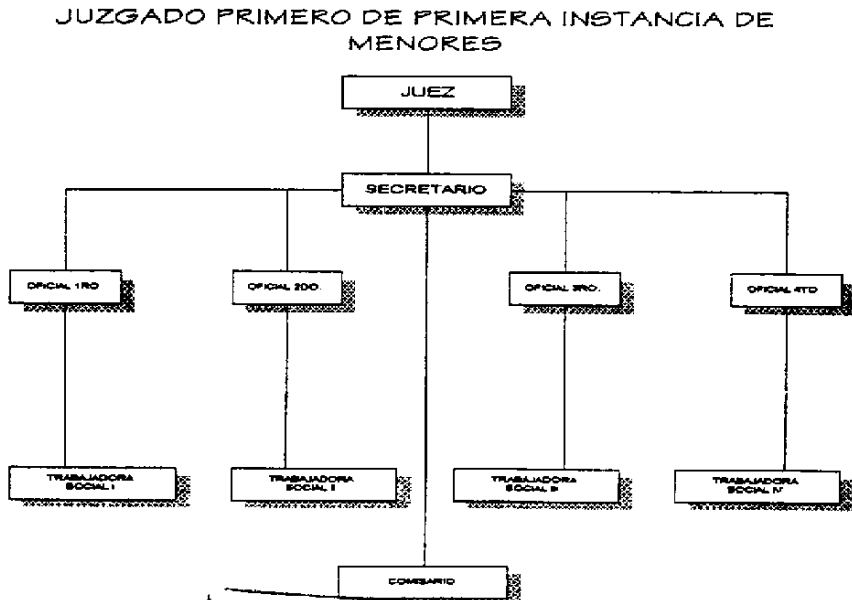 JUZGADO PRIMERO DE PRIMERA INSTANCIA DE
MENORES
JUEZ
SECRETARIO
OFICIAL 1RO
OFICIAL 2DO.
OFICIAL 3RO.
OFICIAL 4TO
TRABAJADORA
SOCIAL I
TRABAJADORA
SOCIAL II
TRABAJADORA
SOCIAL III
TRABAJADORA
SOCIAL IV
COMISARIO